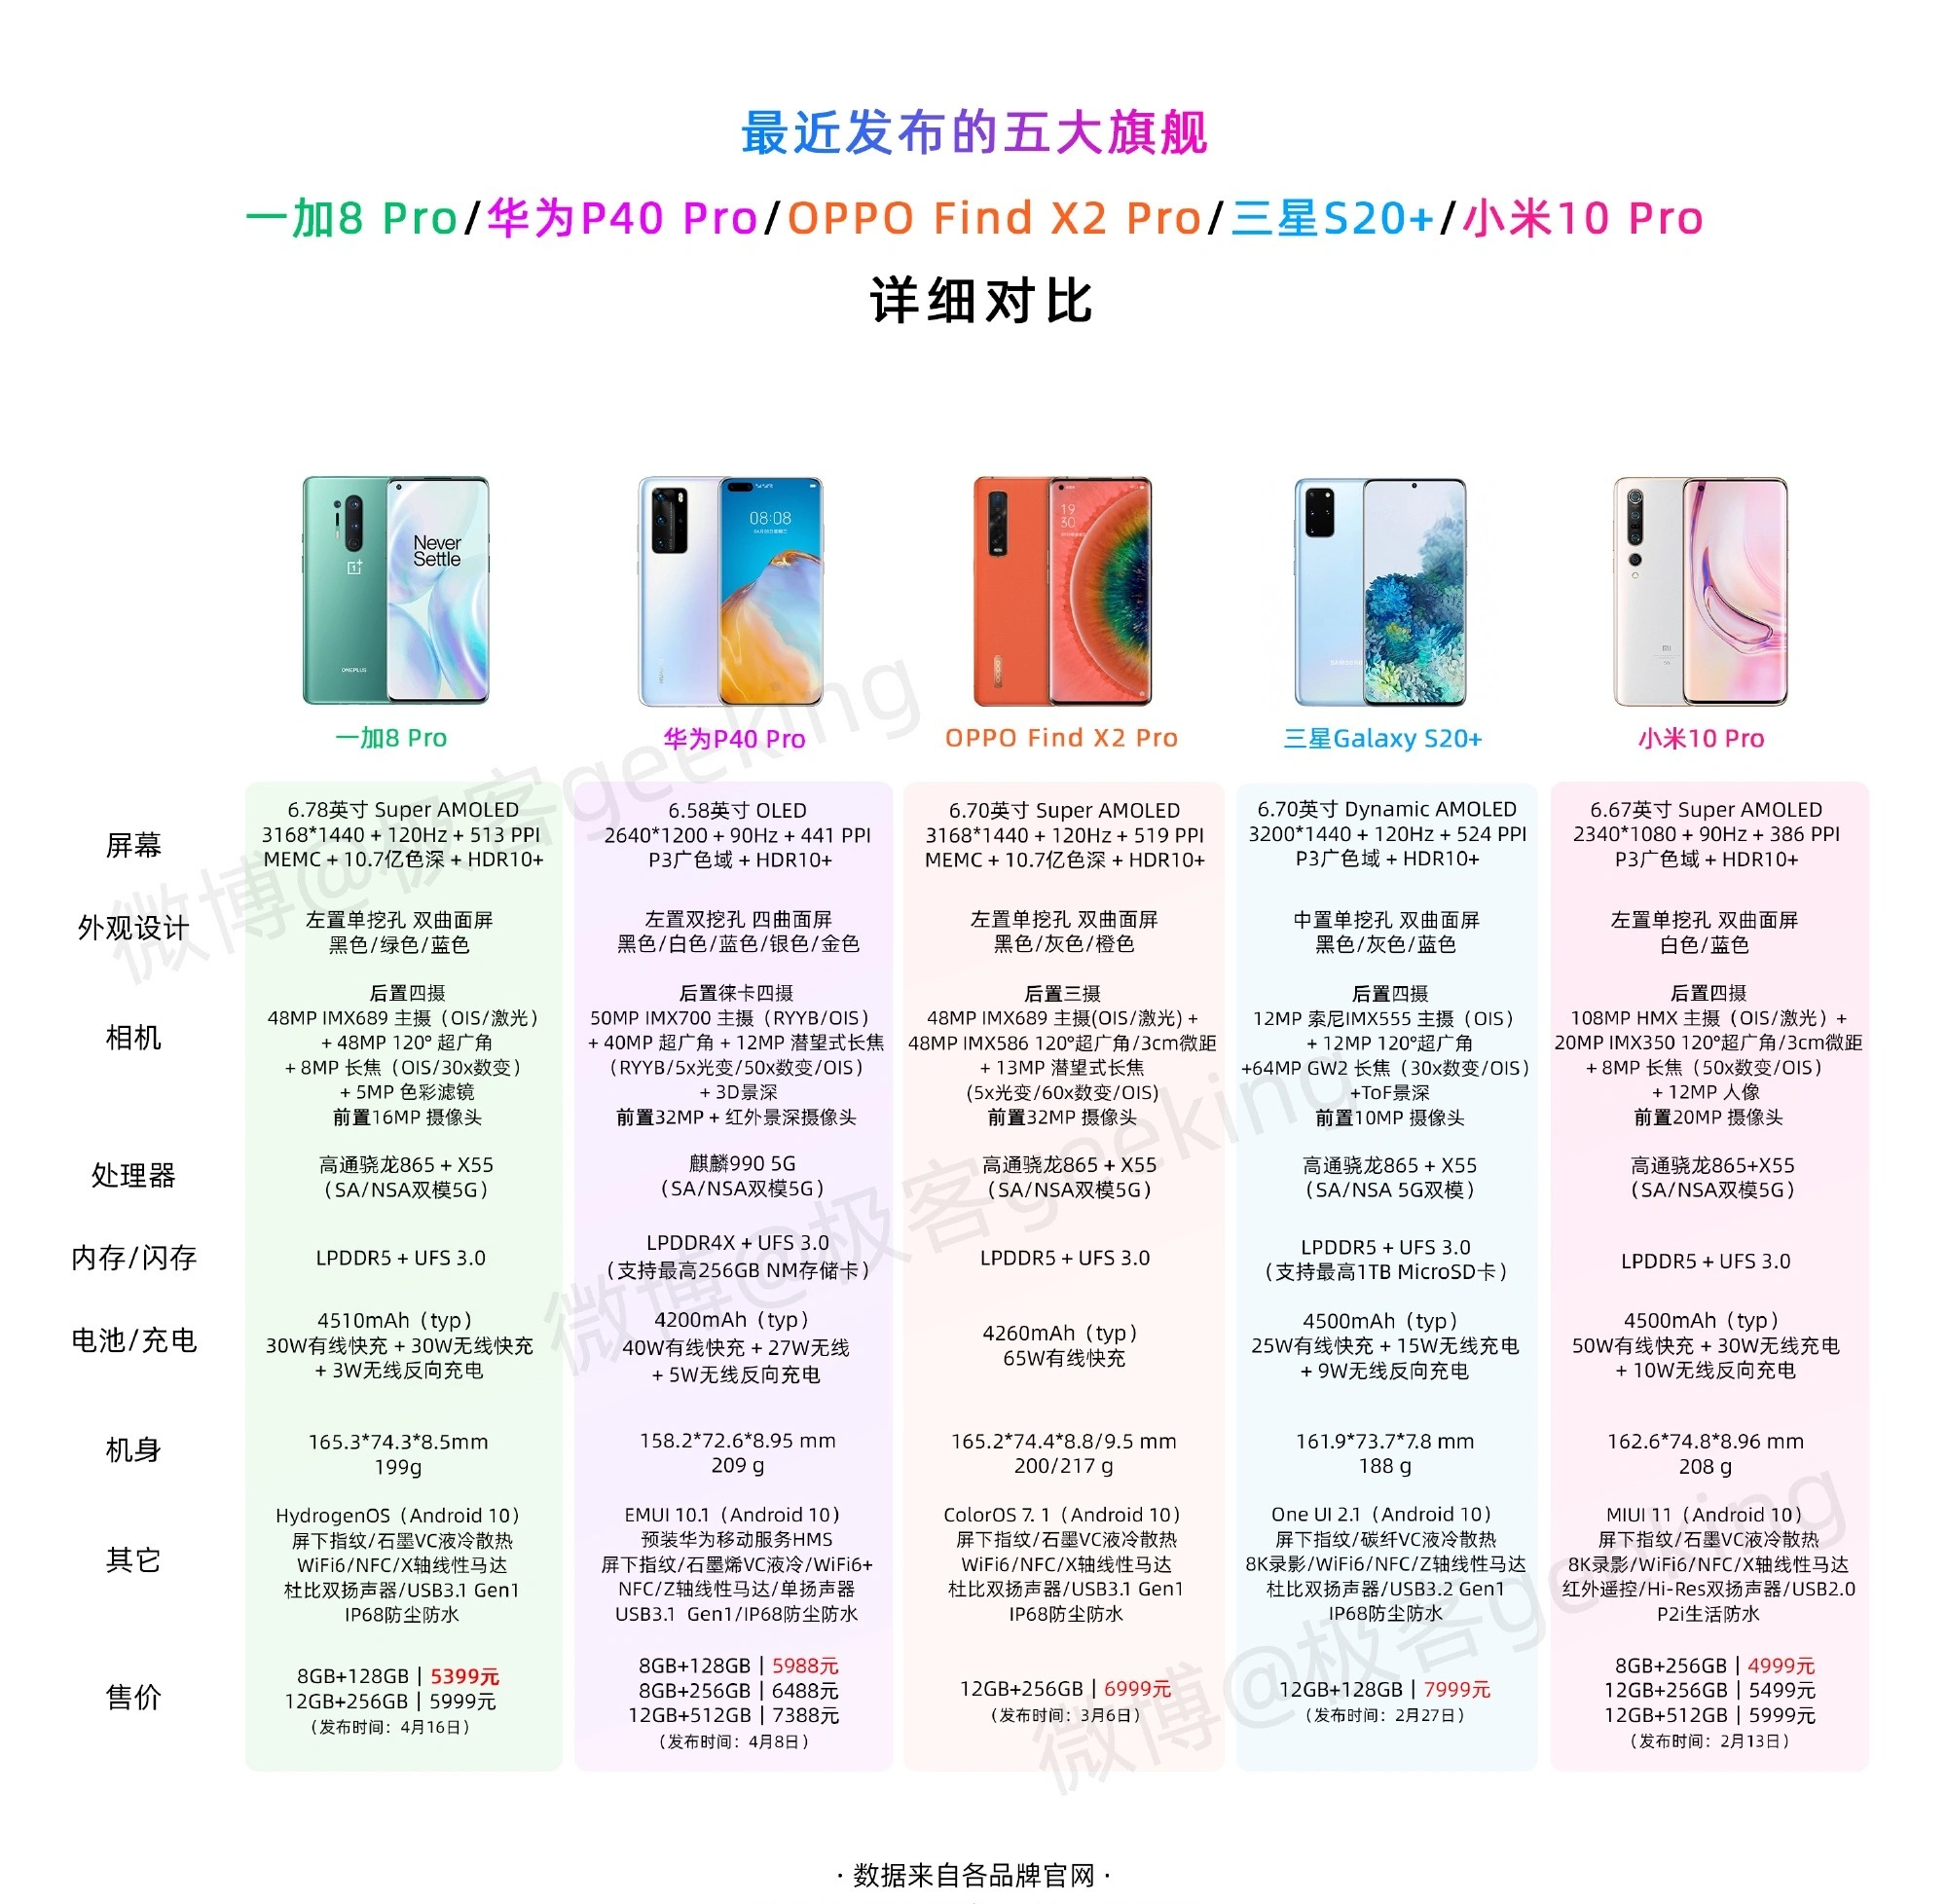 最近发布的五大旗舰
一加8 Pro/华为P40 Pro/OPPO Find X2 Pro/三星S20+/小米10 Pro
详细对比
Never
Settle
ONEPLUS
08:08
19
30
SAMSUNG
一加8 Pro
华为P40 Pro
OPPO Find X2 Pro
三星Galaxy S20+
小米10 Pro
屏幕
6.78英寸 Super AMOLED
3168*1440 + 120Hz + 513 PPI
MEMC + 10.7亿色深 + HDR10+
6.58英寸 OLED
2640*1200 + 90Hz + 441 PPI
P3广色域 + HDR10+
6.70英寸 Super AMOLED
3168*1440 + 120Hz + 519 PPI
MEMC + 10.7亿色深 + HDR10+
6.70英寸 Dynamic AMOLED
3200*1440 + 120Hz + 524 PPI
P3广色域 + HDR10+
6.67英寸 Super AMOLED
2340*1080 + 90Hz + 386 PPI
P3广色域 + HDR10+
外观设计
左置单挖孔 双曲面屏
黑色/绿色/蓝色
左置双挖孔 四曲面屏
黑色/白色/蓝色/银色/金色
左置单挖孔 双曲面屏
黑色/灰色/橙色
中置单挖孔 双曲面屏
黑色/灰色/蓝色
左置单挖孔 双曲面屏
白色/蓝色
相机
后置四摄
48MP IMX689 主摄（OIS/激光）
+ 48MP 120° 超广角
+ 8MP 长焦（OIS/30x数变）
+ 5MP 色彩滤镜
前置16MP 摄像头
后置徕卡四摄
50MP IMX700 主摄（RYYB/OIS）
+ 40MP 超广角 + 12MP 潜望式长焦
（RYYB/5x光变/50x数变/OIS）
+ 3D景深
前置32MP + 红外景深摄像头
后置三摄
48MP IMX689 主摄(OIS/激光) +
48MP IMX586 120°超广角/3cm微距
+ 13MP 潜望式长焦
(5x光变/60x数变/OIS)
前置32MP 摄像头
后置四摄
12MP 索尼IMX555 主摄（OIS）
+ 12MP 120°超广角
+64MP GW2 长焦（30x数变/OIS）
+ToF景深
前置10MP 摄像头
后置四摄
108MP HMX 主摄（OIS/激光）+
20MP IMX350 120°超广角/3cm微距
+ 8MP 长焦（50x数变/OIS）
+ 12MP 人像
前置20MP 摄像头
处理器
高通骁龙865 + X55
（SA/NSA双模5G）
麒麟990 5G
（SA/NSA双模5G）
高通骁龙865 + X55
（SA/NSA双模5G）
高通骁龙865 + X55
（SA/NSA 5G双模）
高通骁龙865+X55
（SA/NSA双模5G）
内存/闪存
LPDDR5 + UFS 3.0
LPDDR4X + UFS 3.0
（支持最高256GB NM存储卡）
LPDDR5 + UFS 3.0
LPDDR5 + UFS 3.0
（支持最高1TB MicroSD卡）
LPDDR5 + UFS 3.0
电池/充电
4510mAh（typ）
30W有线快充 + 30W无线快充
+ 3W无线反向充电
4200mAh（typ）
40W有线快充 + 27W无线
+ 5W无线反向充电
4260mAh（typ）
65W有线快充
4500mAh（typ）
25W有线快充 + 15W无线充电
+ 9W无线反向充电
4500mAh（typ）
50W有线快充 + 30W无线充电
+ 10W无线反向充电
机身
165.3*74.3*8.5mm
199g
158.2*72.6*8.95 mm
209 g
165.2*74.4*8.8/9.5 mm
200/217 g
161.9*73.7*7.8 mm
188 g
162.6*74.8*8.96 mm
208 g
其它
HydrogenOS（Android 10）
屏下指纹/石墨VC液冷散热
WiFi6/NFC/X轴线性马达
杜比双扬声器/USB3.1 Gen1
IP68防尘防水
EMUI 10.1（Android 10）
预装华为移动服务HMS
屏下指纹/石墨烯VC液冷/WiFi6+
NFC/Z轴线性马达/单扬声器
USB3.1 Gen1/IP68防尘防水
ColorOS 7. 1（Android 10）
屏下指纹/石墨VC液冷散热
WiFi6/NFC/X轴线性马达
杜比双扬声器/USB3.1 Gen1
IP68防尘防水
One UI 2.1（Android 10）
屏下指纹/碳纤VC液冷散热
8K录影/WiFi6/NFC/Z轴线性马达
杜比双扬声器/USB3.2 Gen1
IP68防尘防水
MIUI 11（Android 10）
屏下指纹/石墨VC液冷散热
8K录影/WiFi6/NFC/X轴线性马达
红外遥控/Hi-Res双扬声器/USB2.0
P2i生活防水
售价
8GB+128GB | 5399元
12GB+256GB | 5999元
（发布时间：4月16日）
8GB+128GB | 5988元
8GB+256GB | 6488元
12GB+512GB | 7388元
（发布时间：4月8日）
12GB+256GB | 6999元
（发布时间：3月6日）
12GB+128GB | 7999元
（发布时间：2月27日）
8GB+256GB | 4999元
12GB+256GB | 5499元
12GB+512GB | 5999元
（发布时间：2月13日）
微博@极客geeking
微博@极客geeking
微博@极客geeking
· 数据来自各品牌官网 ·